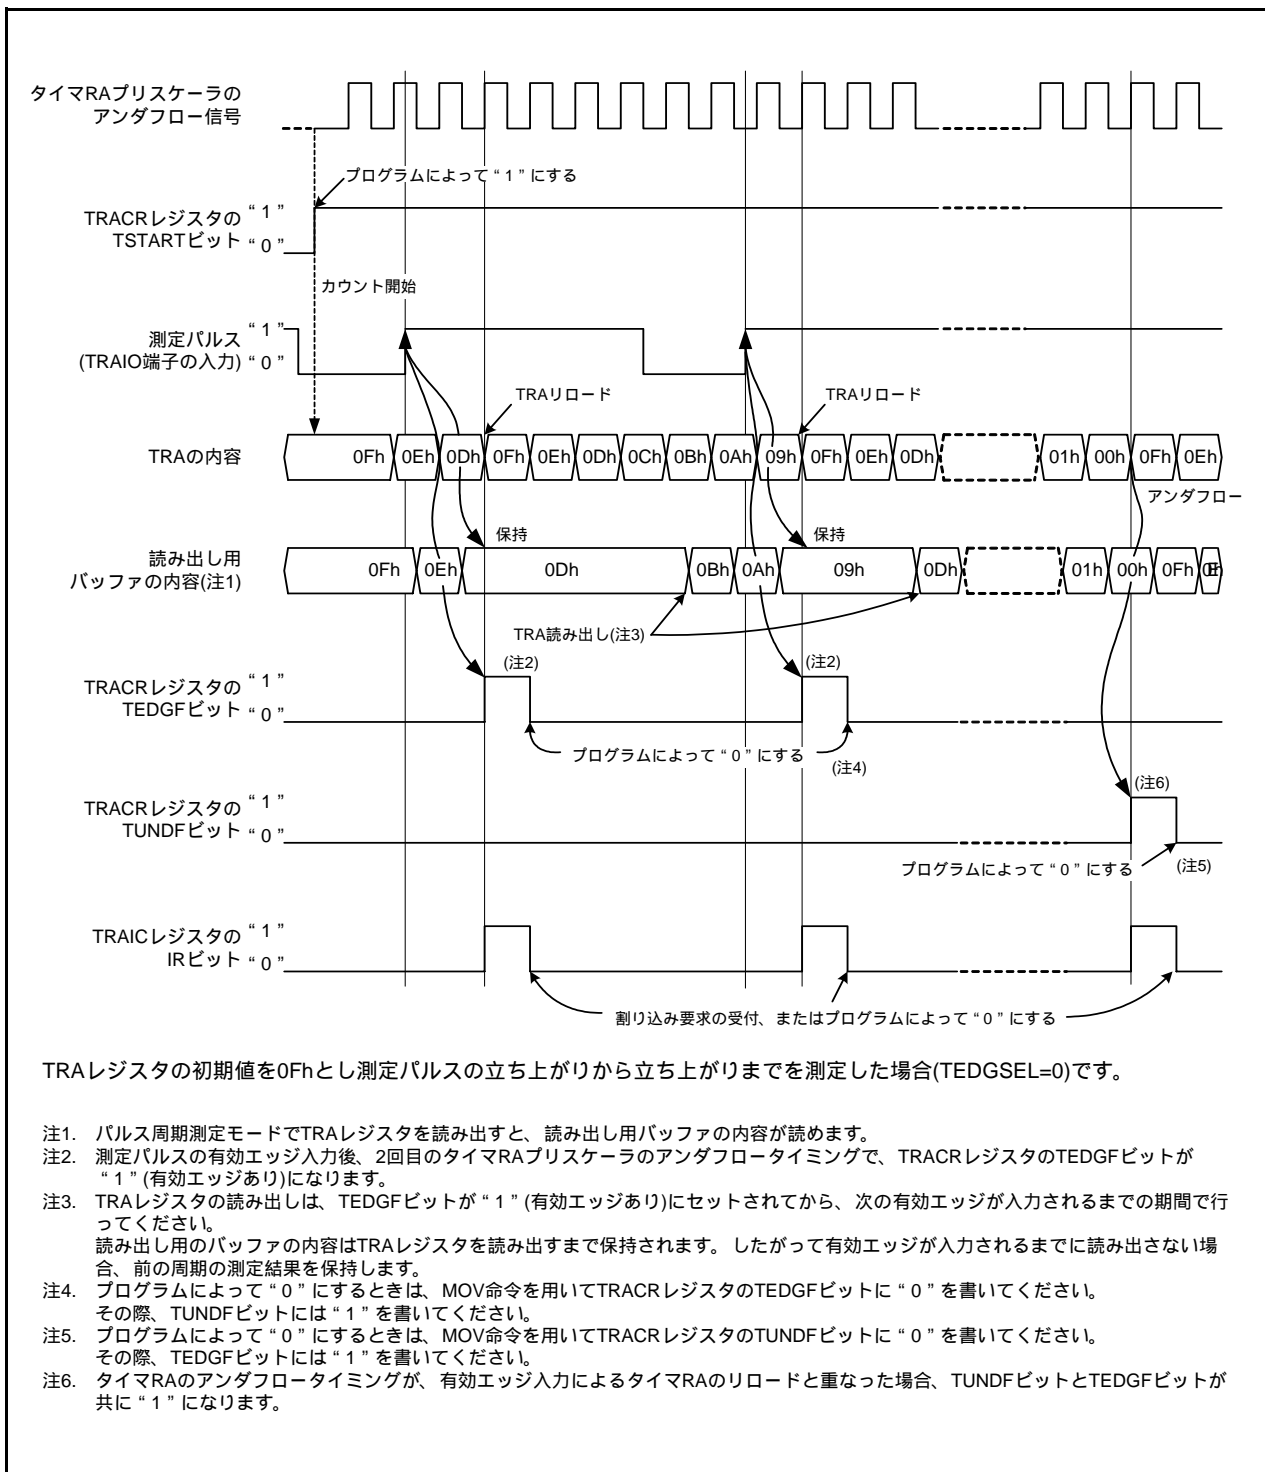 タイマRAプリスケーラの
アンダフロー信号
プログラムによって“1”にする
TRACRレジスタの “1”
TSTARTビット “0”
カウント開始
測定パルス “1”
(TRAIO端子の入力) “0”
TRAリロード TRAリロード
TRAの内容 0Fh 0Eh 0Dh 0Fh 0Eh 0Dh 0Ch 0Bh 0Ah 09h 0Fh 0Eh 0Dh 01h 00h 0Fh 0Eh
アンダフロー
保持 保持
読み出し用
バッファの内容(注1) 0Fh 0Eh 0Dh 0Bh 0Ah 09h 0Dh 01h 00h 0Fh 0Eh
TRA読み出し(注3)
(注2) (注2)
TRACRレジスタの “1”
TEDGFビット “0”
プログラムによって“0”にする
(注4)
(注6)
TRACRレジスタの “1”
TUNDFビット “0”
プログラムによって“0”にする (注5)
TRAICレジスタの “1”
IRビット “0”
割り込み要求の受付、またはプログラムによって“0”にする
TRAレジスタの初期値を0Fhとし測定パルスの立ち上がりから立ち上がりまでを測定した場合(TEDGSEL=0)です。
注1. パルス周期測定モードでTRAレジスタを読み出すと、読み出し用バッファの内容が読めます。
注2. 測定パルスの有効エッジ入力後、2回目のタイマRAプリスケーラのアンダフロータイミングで、TRACRレジスタのTEDGFビットが
“1”(有効エッジあり)になります。
注3. TRAレジスタの読み出しは、TEDGFビットが“1”(有効エッジあり)にセットされてから、次の有効エッジが入力されるまでの期間で行
ってください。
読み出し用のバッファの内容はTRAレジスタを読み出すまで保持されます。したがって有効エッジが入力されるまでに読み出さない場
合、前の周期の測定結果を保持します。
注4. プログラムによって“0”にするときは、MOV命令を用いてTRACRレジスタのTEDGFビットに“0”を書いてください。
その際、TUNDFビットには“1”を書いてください。
注5. プログラムによって“0”にするときは、MOV命令を用いてTRACRレジスタのTUNDFビットに“0”を書いてください。
その際、TEDGFビットには“1”を書いてください。
注6. タイマRAのアンダフロータイミングが、有効エッジ入力によるタイマRAのリロードと重なった場合、TUNDFビットとTEDGFビットが
共に“1”になります。